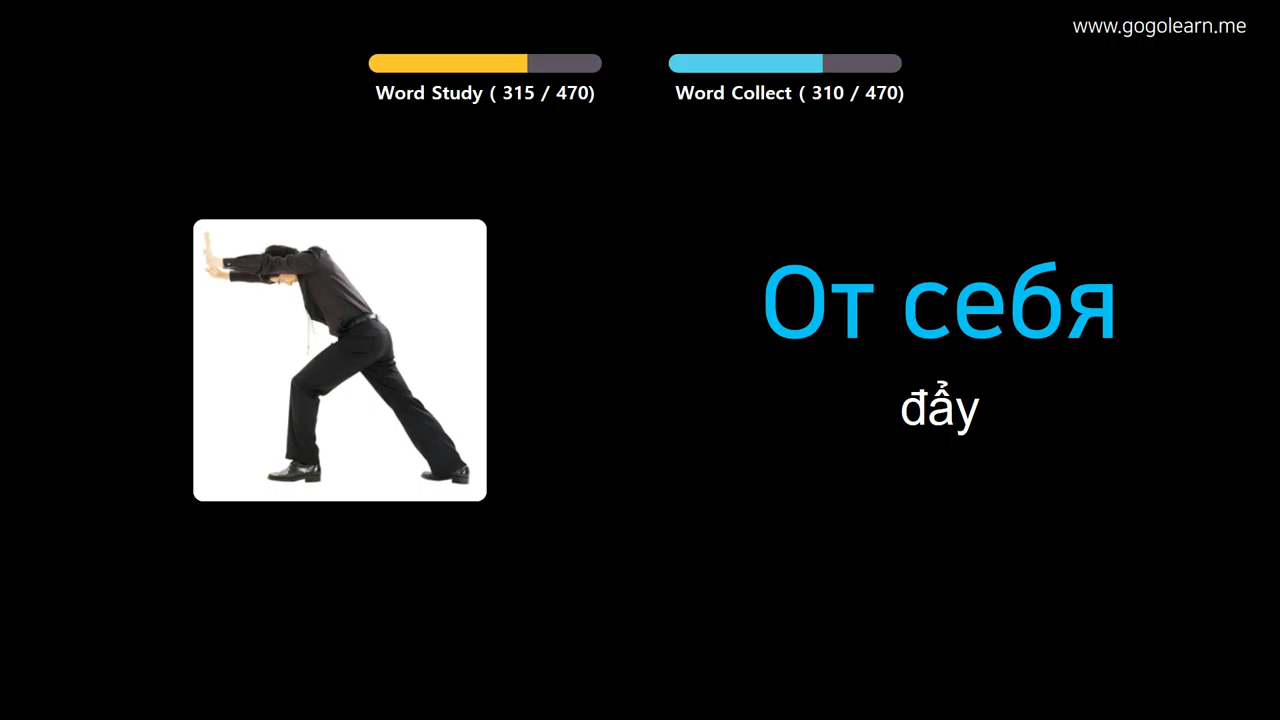 www.gogolearn.me
Word Study ( 315 / 470)
Word Collect ( 310 / 470)
От себя
đẩy